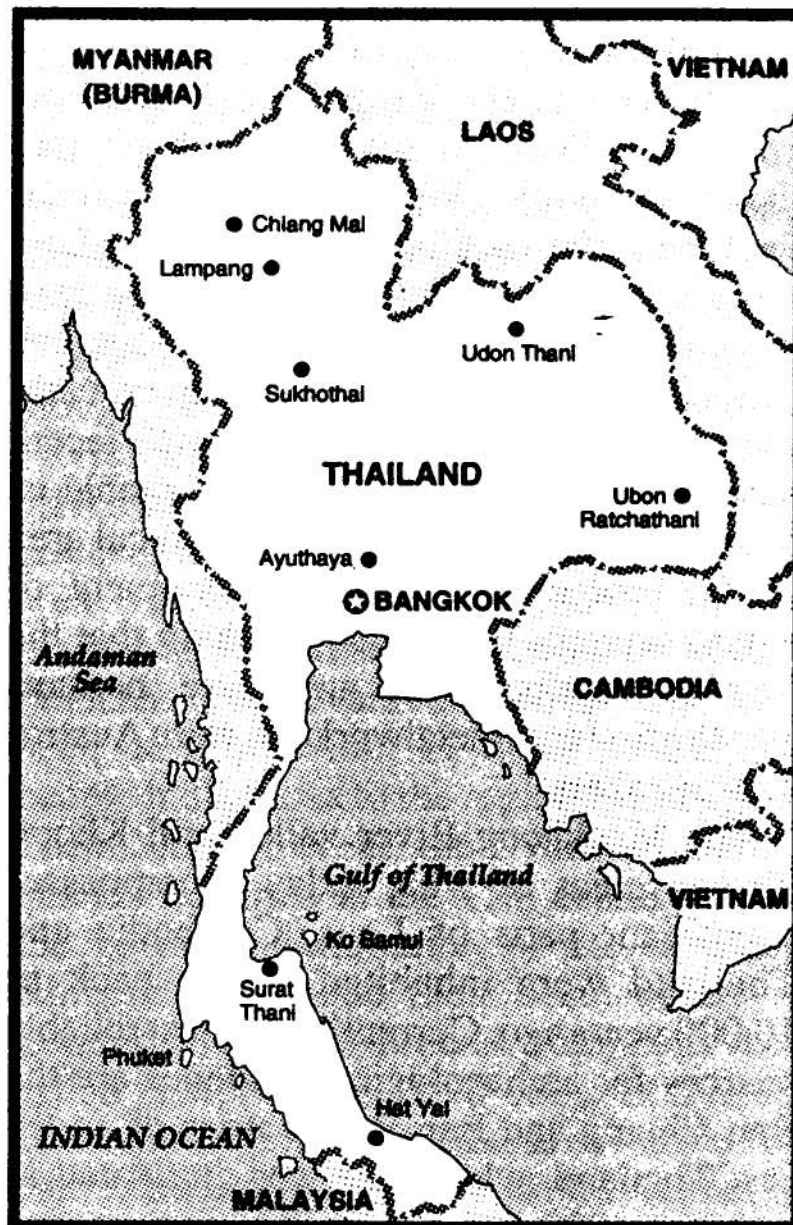 MYANMAR
(BURMA)
VIETNAM
LAOS
Chiang Mai
Lampang
Udon Thani
Sukhothai
THAILAND
Ubon
Ratchathani
Ayuthaya
BANGKOK
Andaman
Sea
CAMBODIA
Gulf of Thailand
VIETNAM
Ko Bamui
Surat
Thani
Phuket
Hat Yai
INDIAN OCEAN
MALAYSIA